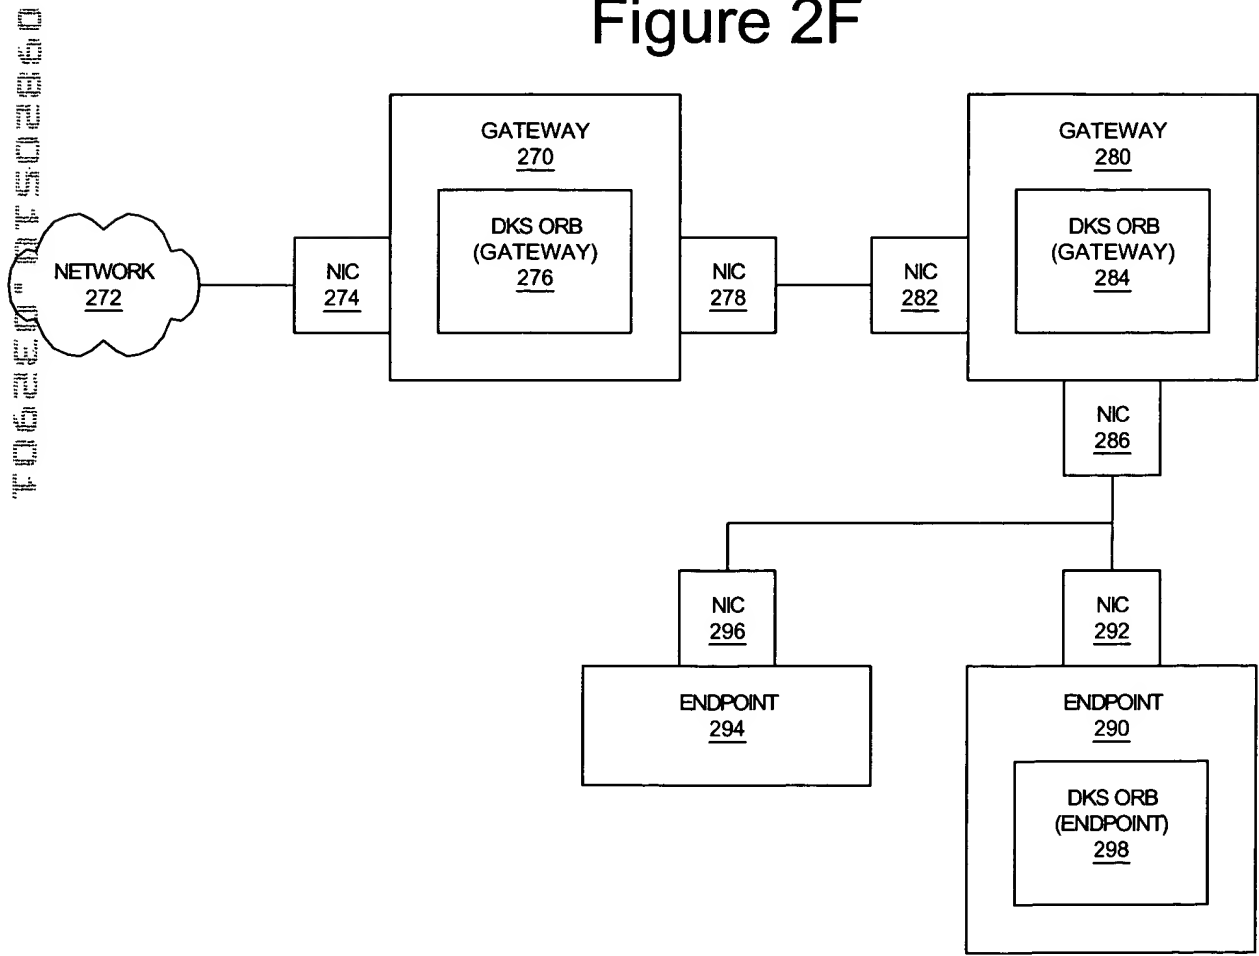 Figure 2F
GATEWAY
270
DKS ORB
(GATEWAY)
276
GATEWAY
280
DKS ORB
(GATEWAY)
284
NETWORK
272
NIC
274
NIC
278
NIC
282
NIC
286
NIC
296
NIC
292
ENDPOINT
294
ENDPOINT
290
DKS ORB
(ENDPOINT)
298